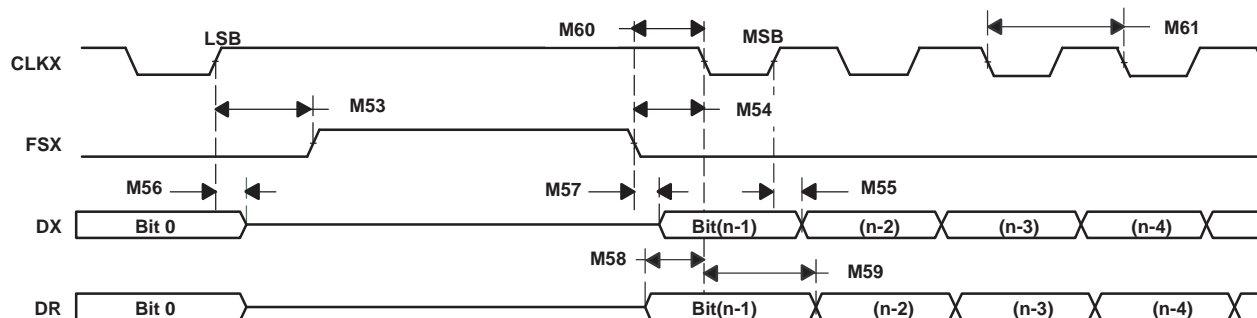 LSB M60 MSB M61
CLKX
M53 M54
FSX
M56 M57 M55
DX Bit 0 Bit(n-1) (n-2) (n-3) (n-4)
M58 M59
DR Bit 0 Bit(n-1) (n-2) (n-3) (n-4)